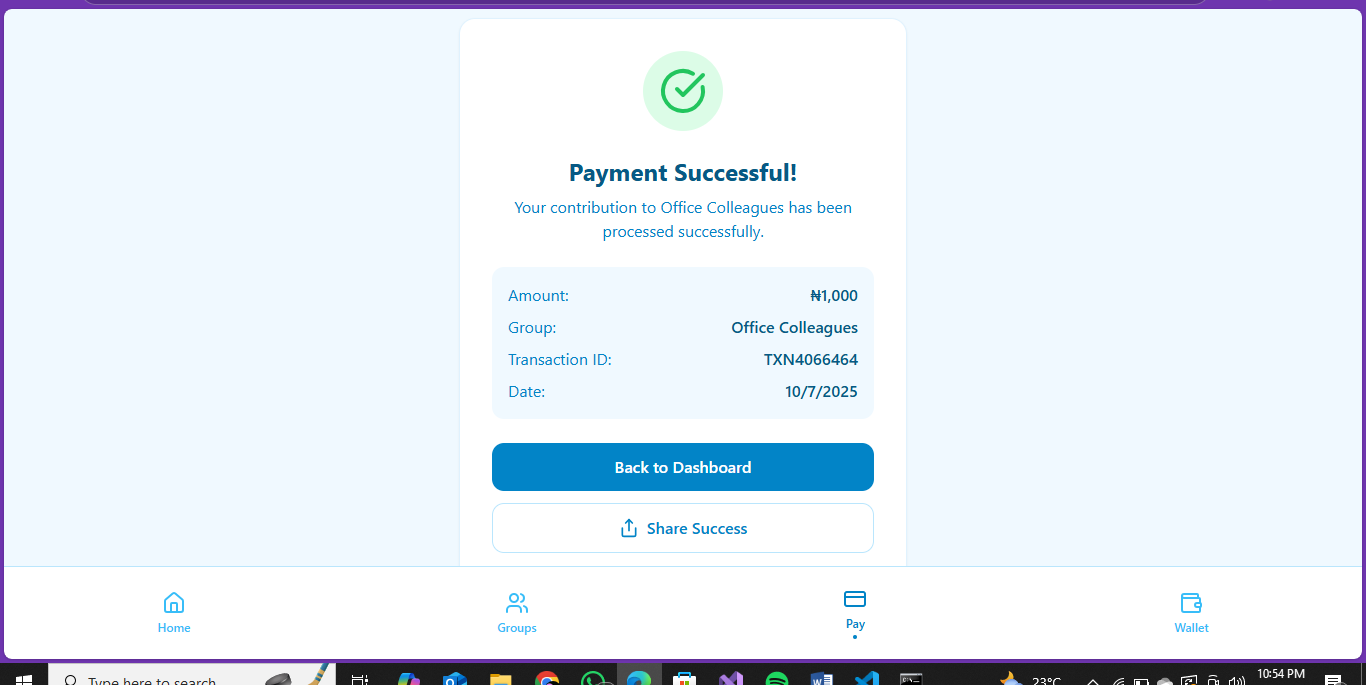 Payment Successful!
Your contribution to Office Colleagues has been
processed successfully.
Amount: ₦1,000
Group: Office Colleagues
Transaction ID: TXN4066464
Date: 10/7/2025
Back to Dashboard
Share Success
Home Groups Pay Wallet
Type here to search
23°C
10:54 PM